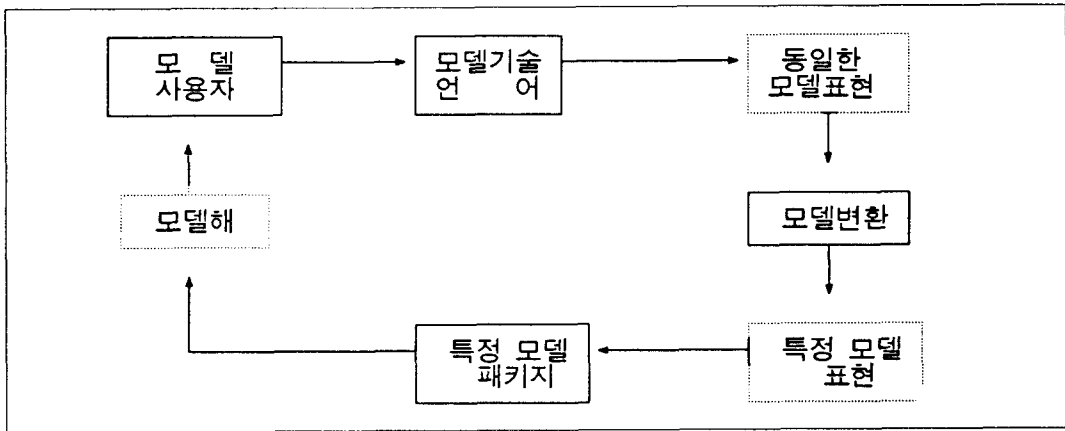 모 델
사용자
모델기술
언 어
동일한
모델표현
모델해
모델변환
특정 모델
패키지
특정 모델
표현